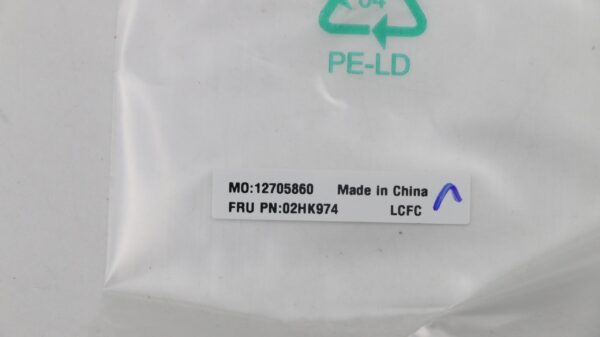 04
PE-LD
MO:12705860 Made in China
FRU PN:02HK974 LCFC